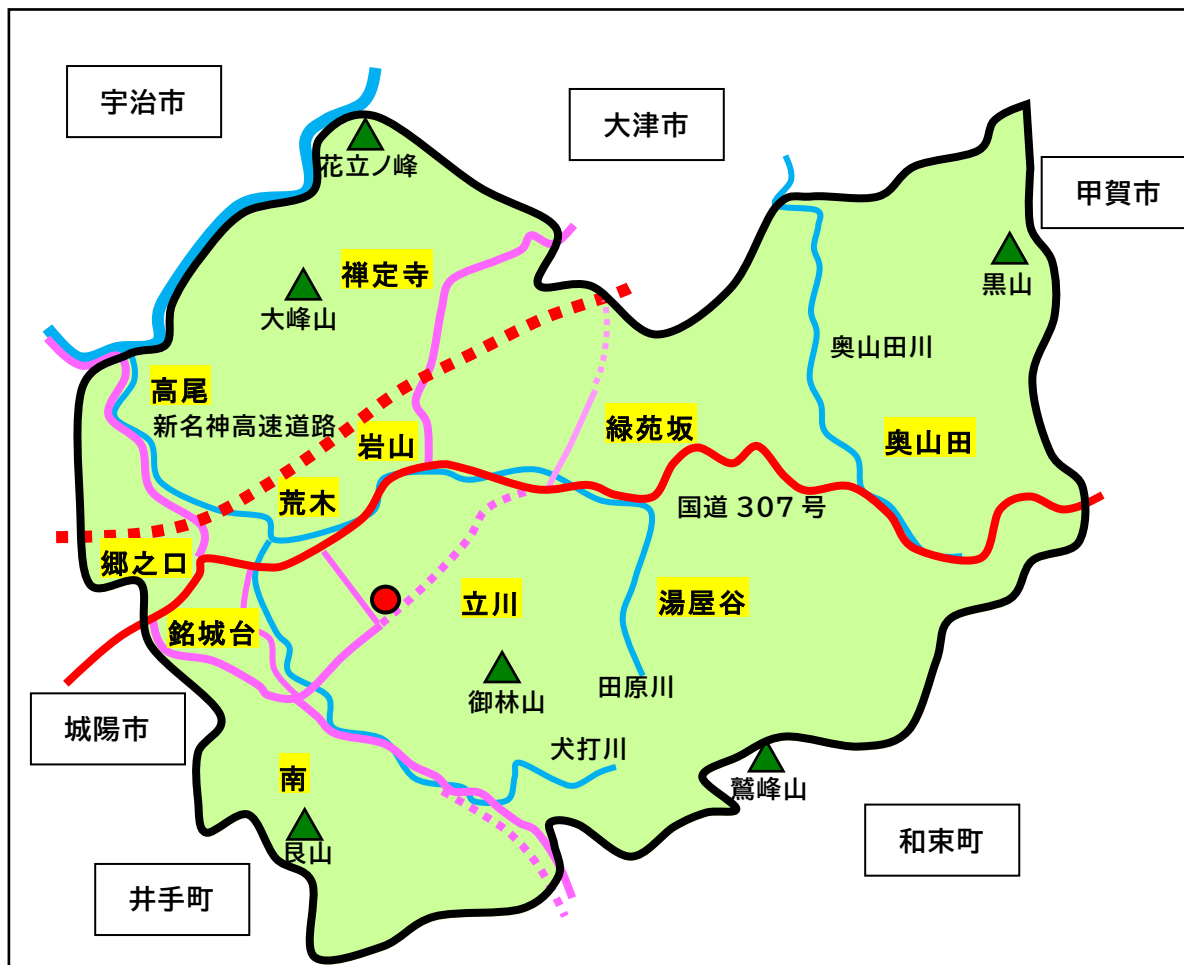 宇治市
大津市
甲賀市
花立ノ峰
禅定寺
大峰山
黒山
奥山田川
高尾
新名神高速道路
岩山
緑苑坂
奥山田
荒木
国道 307 号
郷之口
立川
湯屋谷
銘城台
御林山
田原川
城陽市
犬打川
南
鷲峰山
艮山
和束町
井手町